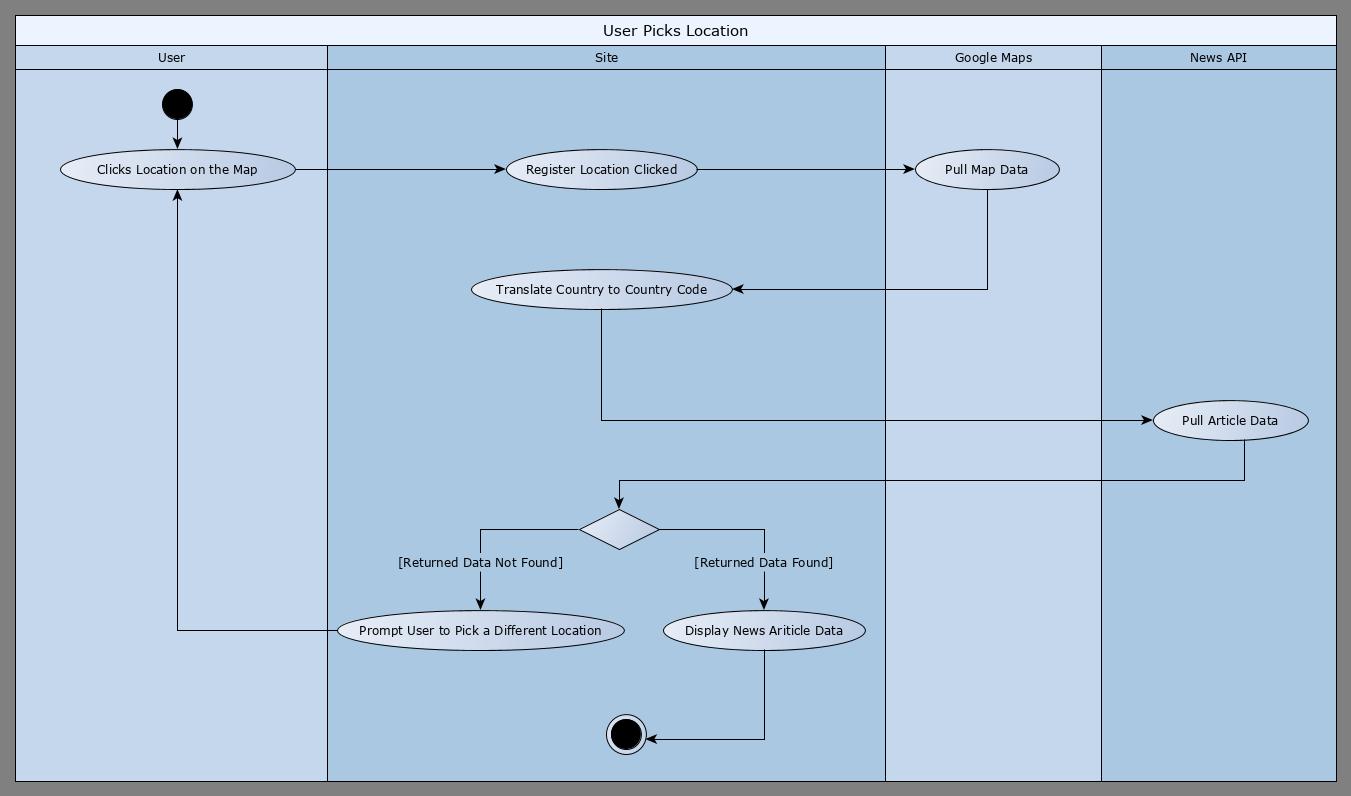 User Picks Location
User
Site
Google Maps
News API
Clicks Location on the Map
Register Location Clicked
Pull Map Data
Translate Country to Country Code
Pull Article Data
[Returned Data Not Found]
[Returned Data Found]
Prompt User to Pick a Different Location
Display News Ariticle Data